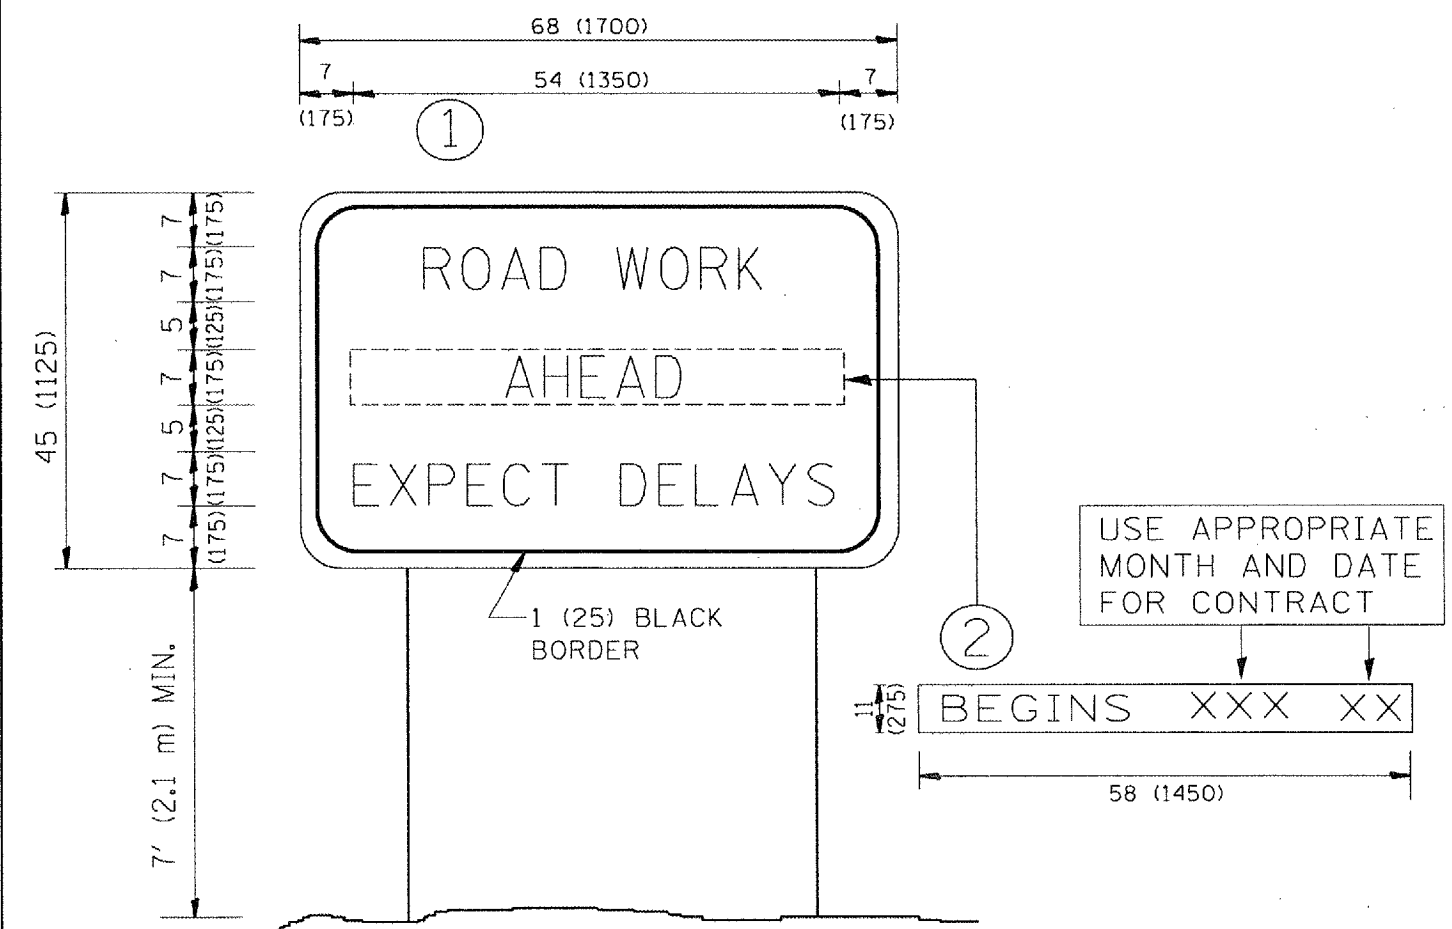 68 (1700)
7
54 (1350)
7
(175)
(175)
1
45 (1125)
7
(175)
7
(175)
5
(125)
7
(175)
5
(125)
7
(175)
7
(175)
ROAD WORK
AHEAD
EXPECT DELAYS
1 (25) BLACK
BORDER
7' (2.1 m) MIN.
USE APPROPRIATE
MONTH AND DATE
FOR CONTRACT
2
11
(275)
BEGINS XXX XX
58 (1450)